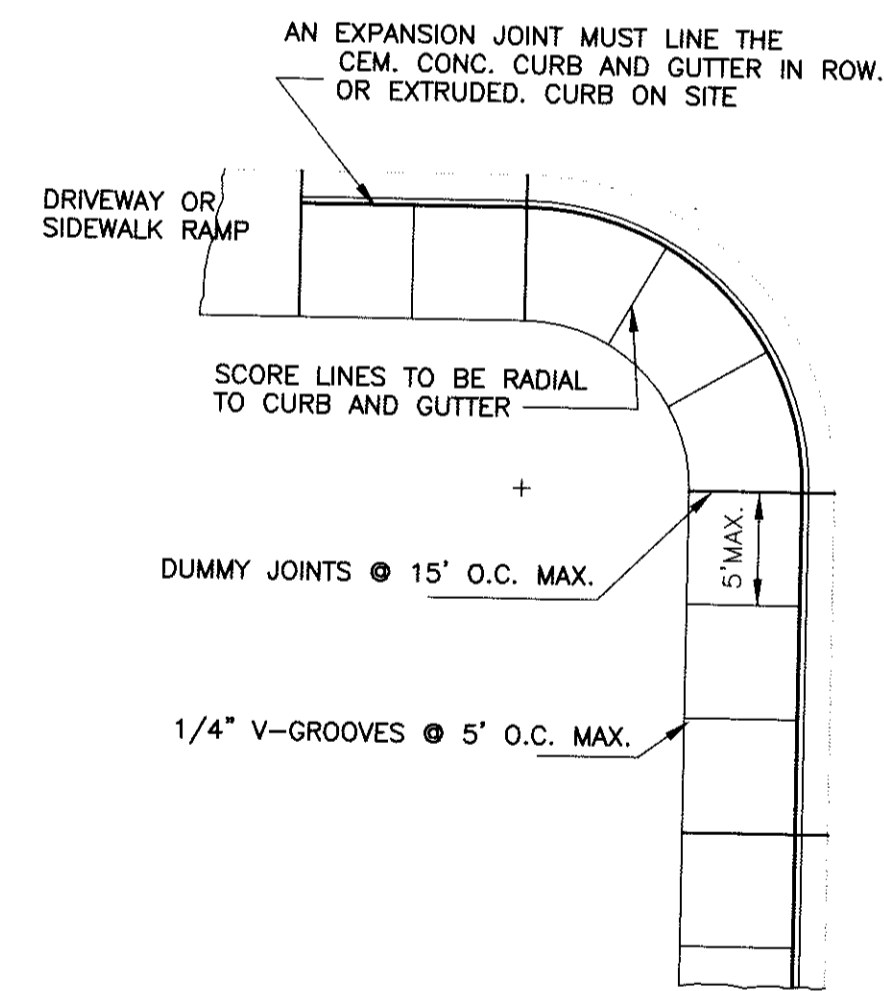 AN EXPANSION JOINT MUST LINE THE
CEM. CONC. CURB AND GUTTER IN ROW.
OR EXTRUDED. CURB ON SITE
DRIVEWAY OR
SIDEWALK RAMP
SCORE LINES TO BE RADIAL
TO CURB AND GUTTER
DUMMY JOINTS @ 15' O.C. MAX.
5'MAX.
1/4" V-GROOVES @ 5' O.C. MAX.